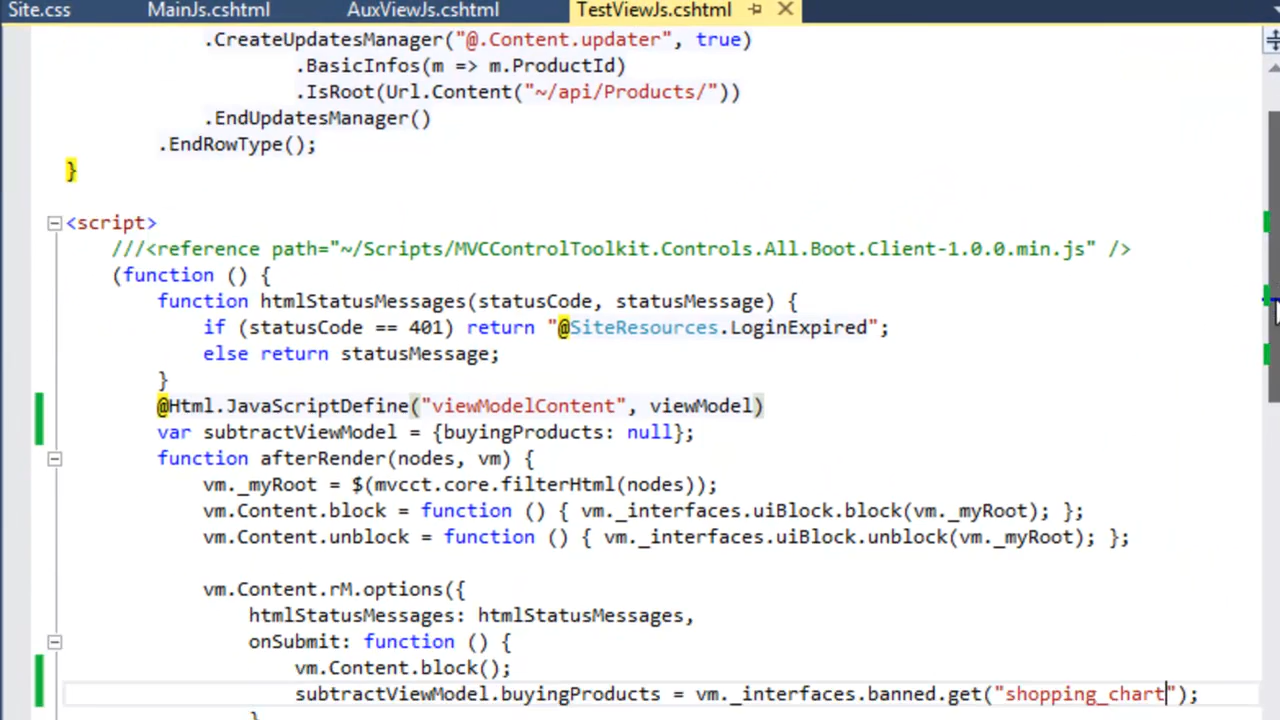 Site.css MainJs.cshtml AuxViewJs.cshtml TestViewJs.cshtml
.CreateUpdatesManager("@.Content.updater", true)
.BasicInfos(m => m.ProductId)
.IsRoot(Url.Content("~/api/Products/"))
.EndUpdatesManager()
.EndRowType();
}
<script>
///<reference path="~/Scripts/MVCControlToolkit.Controls.All.Boot.Client-1.0.0.min.js" />
(function () {
function htmlStatusMessages(statusCode, statusMessage) {
if (statusCode == 401) return "@SiteResources.LoginExpired";
else return statusMessage;
}
@Html.JavaScriptDefine("viewModelContent", viewModel)
var subtractViewModel = {buyingProducts: null};
function afterRender(nodes, vm) {
vm._myRoot = $(mvcct.core.filterHtml(nodes));
vm.Content.block = function () { vm._interfaces.uiBlock.block(vm._myRoot); };
vm.Content.unblock = function () { vm._interfaces.uiBlock.unblock(vm._myRoot); };
vm.Content.rM.options({
htmlStatusMessages: htmlStatusMessages,
onSubmit: function () {
vm.Content.block();
subtractViewModel.buyingProducts = vm._interfaces.banned.get("shopping_chart");
}